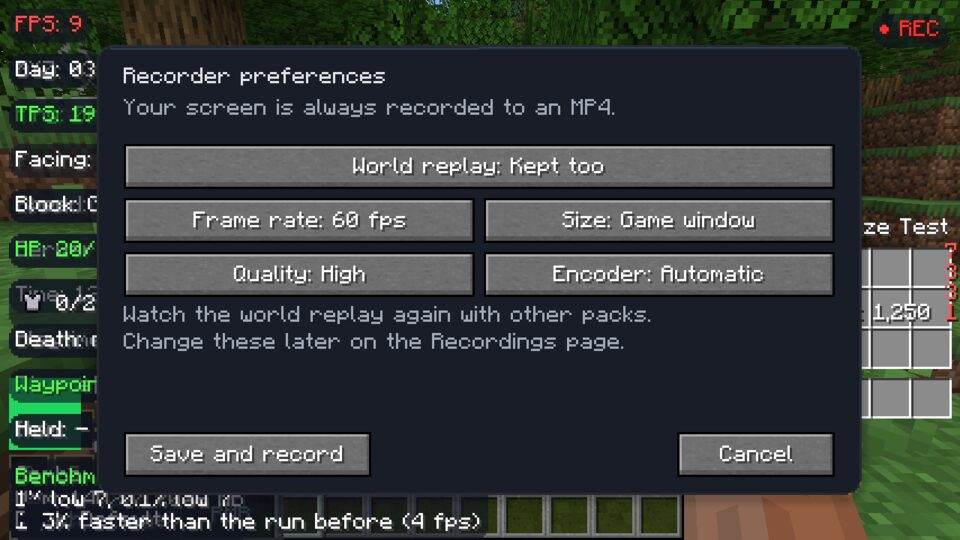 FPS: 9
REC
Day: 03
Recorder preferences
Your screen is always recorded to an MP4.
TPS: 19
Facing:
World replay: Kept too
Block:
Frame rate: 60 fps
Size: Game window
ze Test
HP: 20/
Quality: High
Encoder: Automatic
0/2
Watch the world replay again with other packs.
1,250
Change these later on the Recordings page.
Waypoin
Held: -
Save and record
Cancel
Benchm
low ?, 0.1% low ?
3% faster than the run before (4 fps)